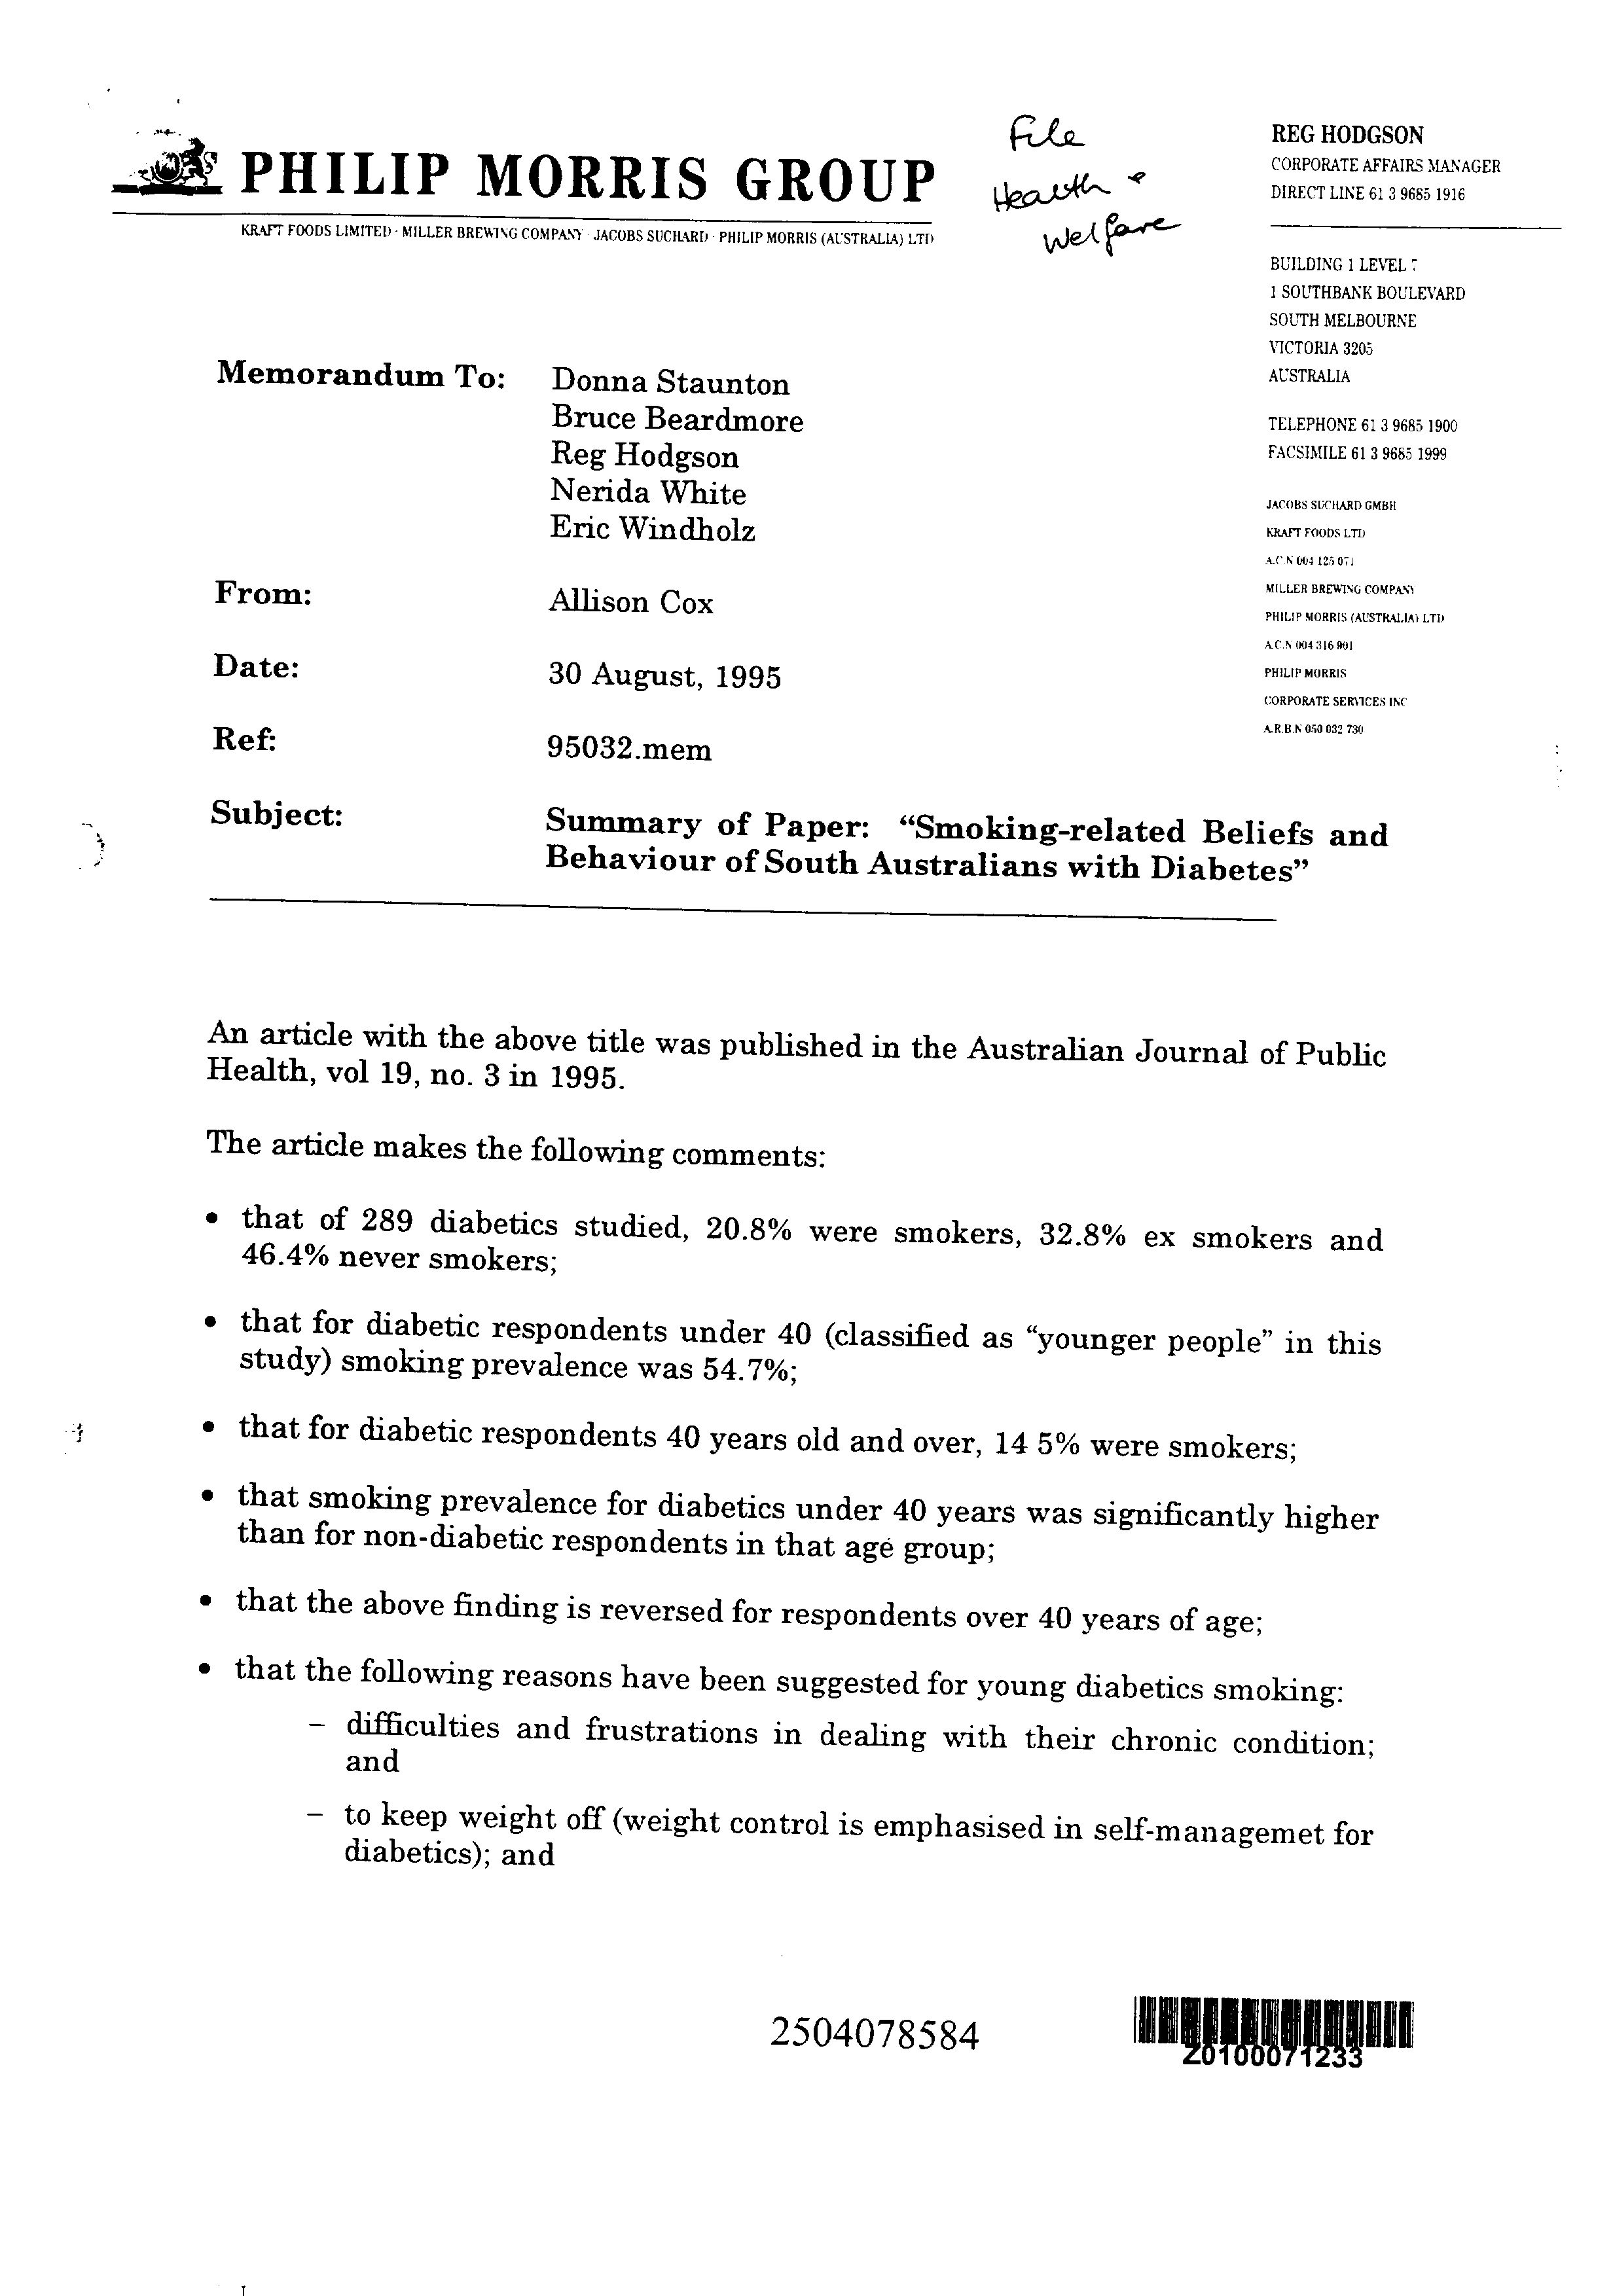 PHILIP MORRIS GROUP
KRAFT FOODS LIMITED · MILLER BREWING COMPANY · JACOBS SUCHARD · PHILIP MORRIS (AUSTRALIA) LTD
File
Health &
Welfare
REG HODGSON
CORPORATE AFFAIRS MANAGER
DIRECT LINE 61 3 9685 1916
BUILDING 1 LEVEL 7
1 SOUTHBANK BOULEVARD
SOUTH MELBOURNE
VICTORIA 3205
AUSTRALIA
TELEPHONE 61 3 9685 1900
FACSIMILE 61 3 9685 1999
JACOBS SUCHARD GMBH
KRAFT FOODS LTD
A.C.N 004 125 071
MILLER BREWING COMPANY
PHILIP MORRIS (AUSTRALIA) LTD
A.C.N 004 316 901
PHILIP MORRIS
CORPORATE SERVICES INC
A.R.B.N 050 032 730
Memorandum To: Donna Staunton
Bruce Beardmore
Reg Hodgson
Nerida White
Eric Windholz
From: Allison Cox
Date: 30 August, 1995
Ref: 95032.mem
Subject: Summary of Paper: “Smoking-related Beliefs and
Behaviour of South Australians with Diabetes”
An article with the above title was published in the Australian Journal of Public
Health, vol 19, no. 3 in 1995.
The article makes the following comments:
• that of 289 diabetics studied, 20.8% were smokers, 32.8% ex smokers and
46.4% never smokers;
• that for diabetic respondents under 40 (classified as “younger people” in this
study) smoking prevalence was 54.7%;
• that for diabetic respondents 40 years old and over, 14 5% were smokers;
• that smoking prevalence for diabetics under 40 years was significantly higher
than for non-diabetic respondents in that age group;
• that the above finding is reversed for respondents over 40 years of age;
• that the following reasons have been suggested for young diabetics smoking:
– difficulties and frustrations in dealing with their chronic condition;
and
– to keep weight off (weight control is emphasised in self-managemet for
diabetics); and
2504078584
Z0100071233